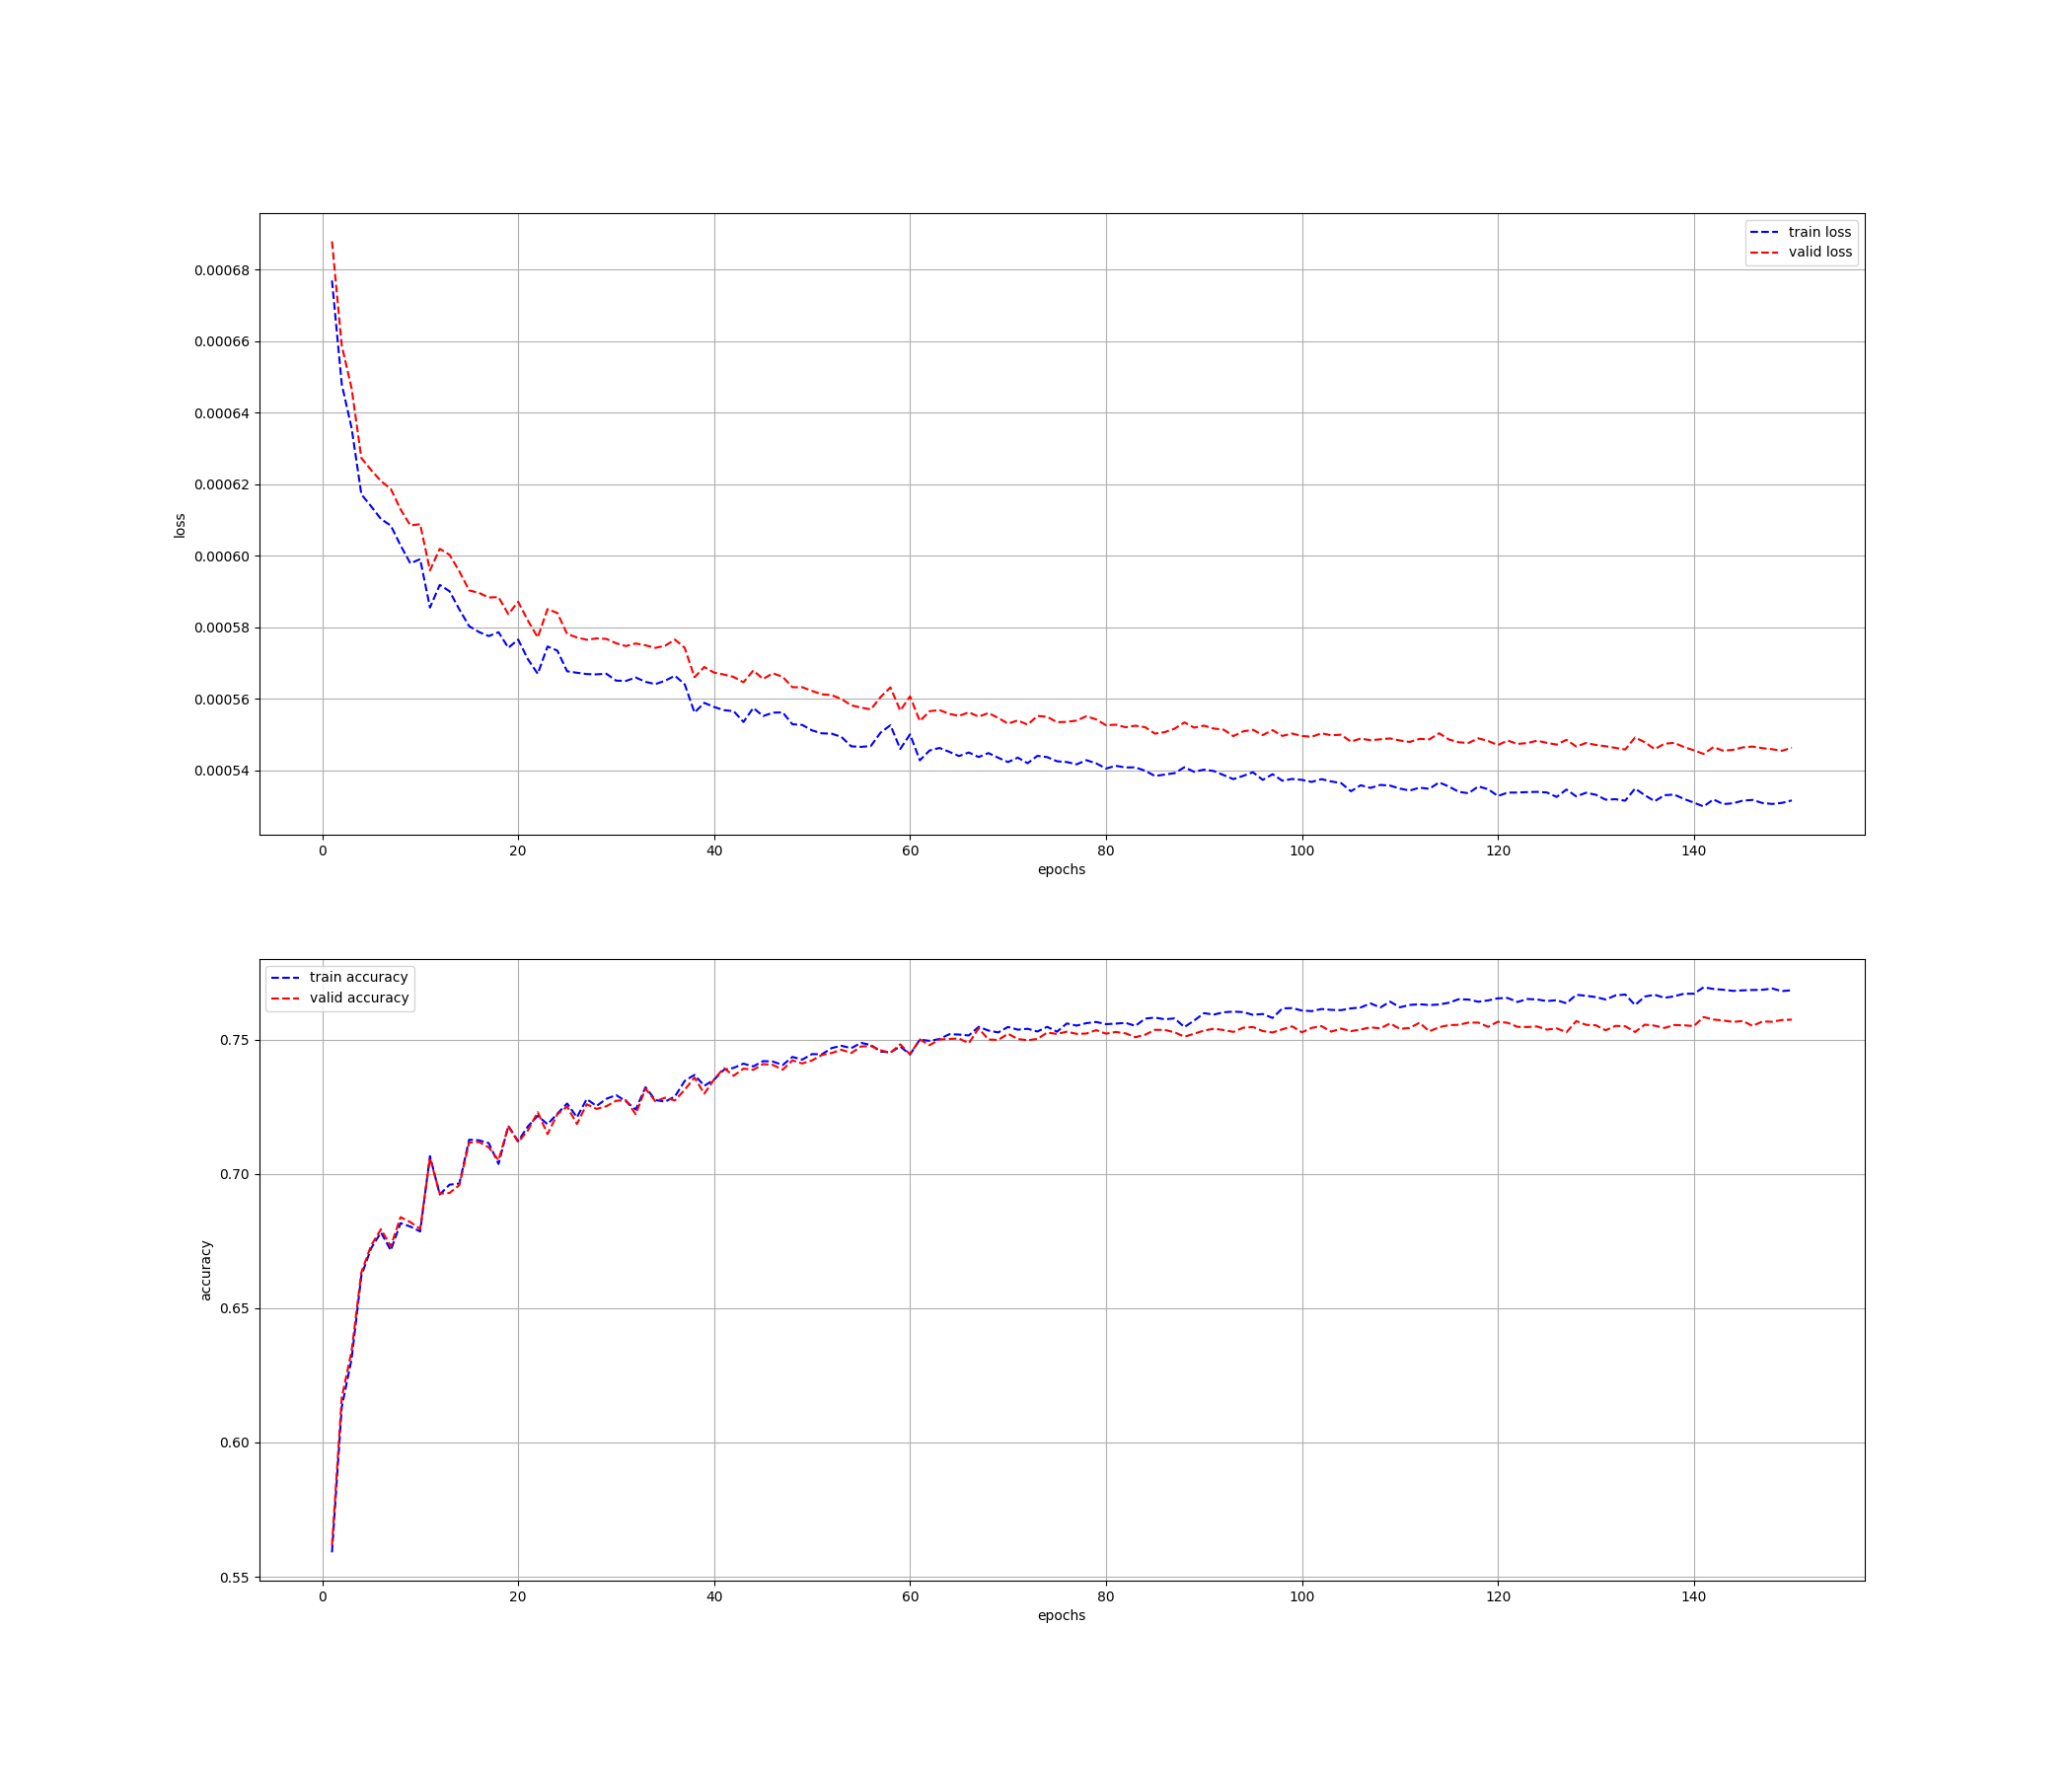 train loss
valid loss
0.00068
0.00066
0.00064
0.00062
0.00060
0.00058
0.00056
0.00054
loss
0 20 40 60 80 100 120 140
epochs
train accuracy
valid accuracy
0.75
0.70
0.65
0.60
0.55
accuracy
0 20 40 60 80 100 120 140
epochs